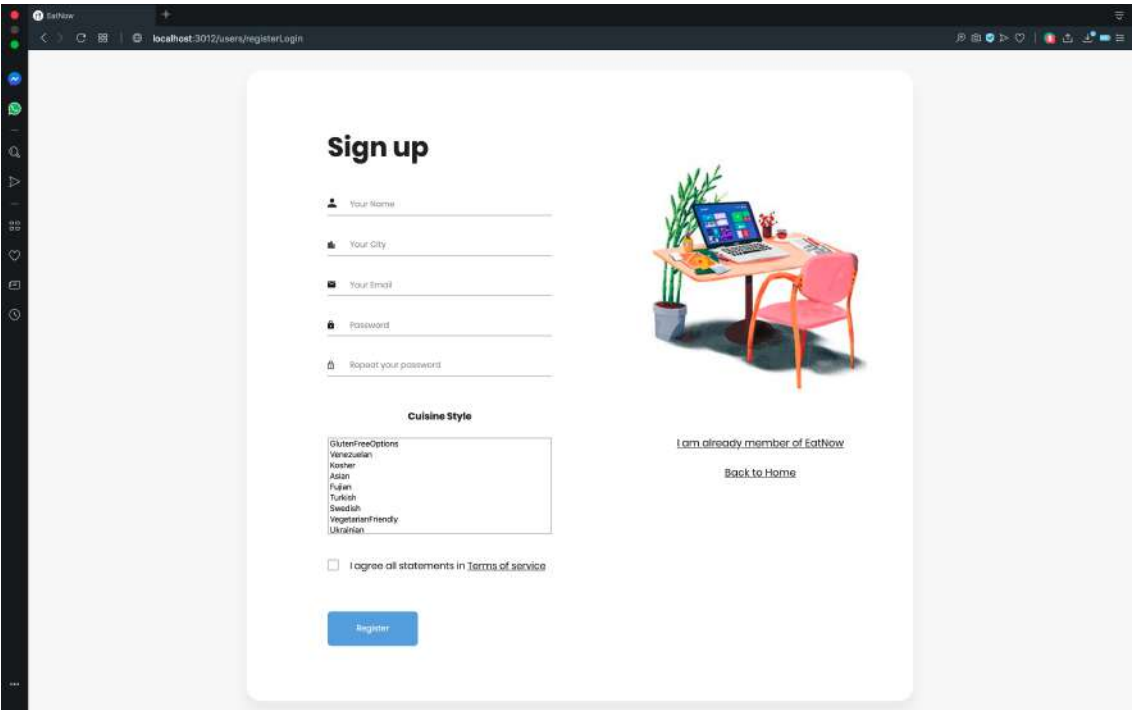 EatNow
localhost:3012/users/registerLogin
Sign up
Your Name
Your City
Your Email
Password
Repeat your password
Cuisine Style
GlutenFreeOptions
Venezuelan
Kosher
Asian
Fujian
Turkish
Swedish
VegetarianFriendly
Ukrainian
I agree all statements in Terms of service
Register
I am already member of EatNow
Back to Home